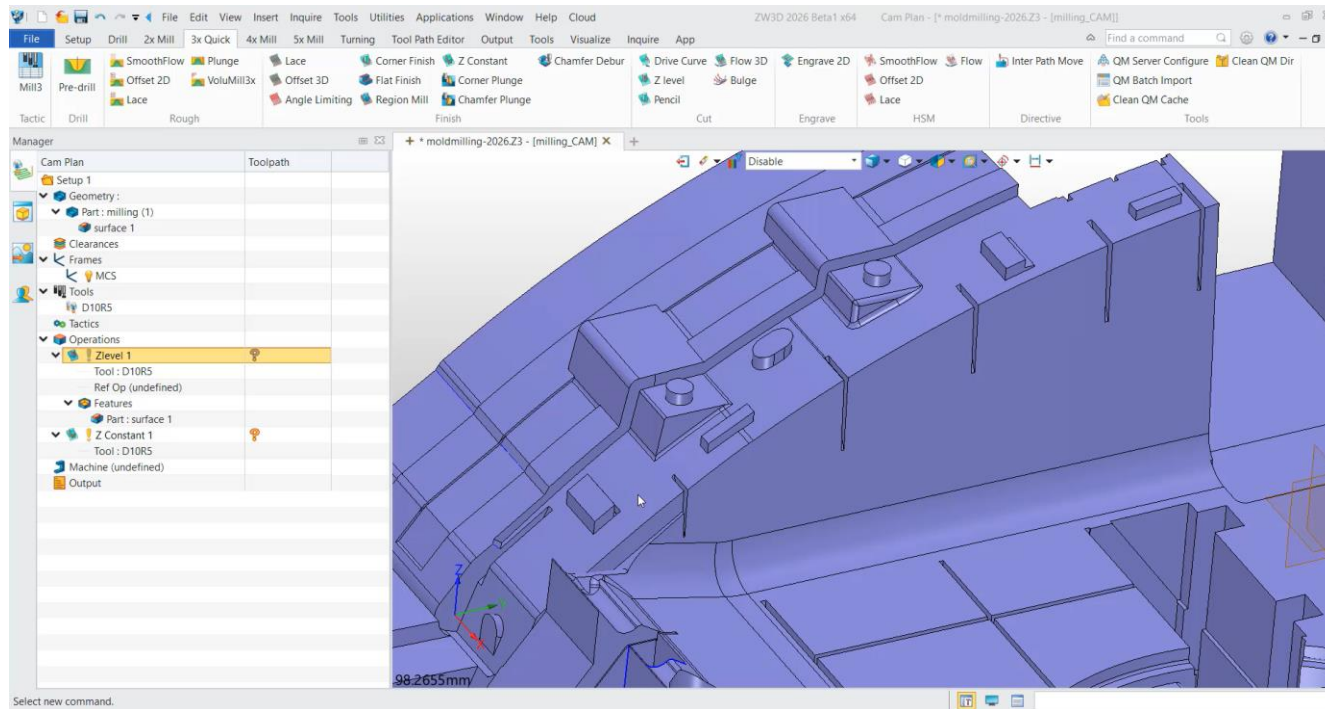 File Edit View Insert Inquire Tools Utilities Applications Window Help Cloud ZW3D 2026 Beta1 x64 Cam Plan - [* moldmilling-2026.Z3 - [milling_CAM]]
File Setup Drill 2x Mill 3x Quick 4x Mill 5x Mill Turning Tool Path Editor Output Tools Visualize Inquire App Find a command
SmoothFlow Plunge Lace Corner Finish Z Constant Chamfer Debur Drive Curve Flow 3D Engrave 2D SmoothFlow Flow Inter Path Move QM Server Configure Clean QM Dir
Mill3 Pre-drill Offset 2D VoluMill3x Offset 3D Flat Finish Corner Plunge Z level Bulge Offset 2D QM Batch Import
Lace Angle Limiting Region Mill Chamfer Plunge Pencil Lace Clean QM Cache
Tactic Drill Rough Finish Cut Engrave HSM Directive Tools
Manager * moldmilling-2026.Z3 - [milling_CAM]
Cam Plan Toolpath Disable
Setup 1
Geometry :
Part : milling (1)
surface 1
Clearances
Frames
MCS
Tools
D10R5
Tactics
Operations
Zlevel 1
Tool : D10R5
Ref Op (undefined)
Features
Part : surface 1
Z Constant 1
Tool : D10R5
Machine (undefined)
Output
Z
X
98.2655mm
Select new command.